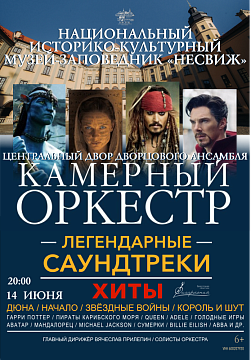 НАЦИОНАЛЬНЫЙ
ИСТОРИКО-КУЛЬТУРНЫЙ
МУЗЕЙ-ЗАПОВЕДНИК «НЕСВИЖ»
ЦЕНТРАЛЬНЫЙ ДВОР ДВОРЦОВОГО АНСАМБЛЯ
КАМЕРНЫЙ
ОРКЕСТР
— ЛЕГЕНДАРНЫЕ —
САУНДТРЕКИ
20:00
14 ИЮНЯ
ХИТЫ
ДЮНА / НАЧАЛО / ЗВЁЗДНЫЕ ВОЙНЫ / КОРОЛЬ И ШУТ
ГАРРИ ПОТТЕР / ПИРАТЫ КАРИБСКОГО МОРЯ / QUEEN / ADELE / ГОЛОДНЫЕ ИГРЫ
АВАТАР / МАНДАЛОРЕЦ / MICHAEL JACKSON / СУМЕРКИ / BILLIE EILISH / ABBA И ДР.
ГЛАВНЫЙ ДИРИЖЕР ВЯЧЕСЛАВ ПРИЛЕПИН / СОЛИСТЫ ОРКЕСТРА
6+